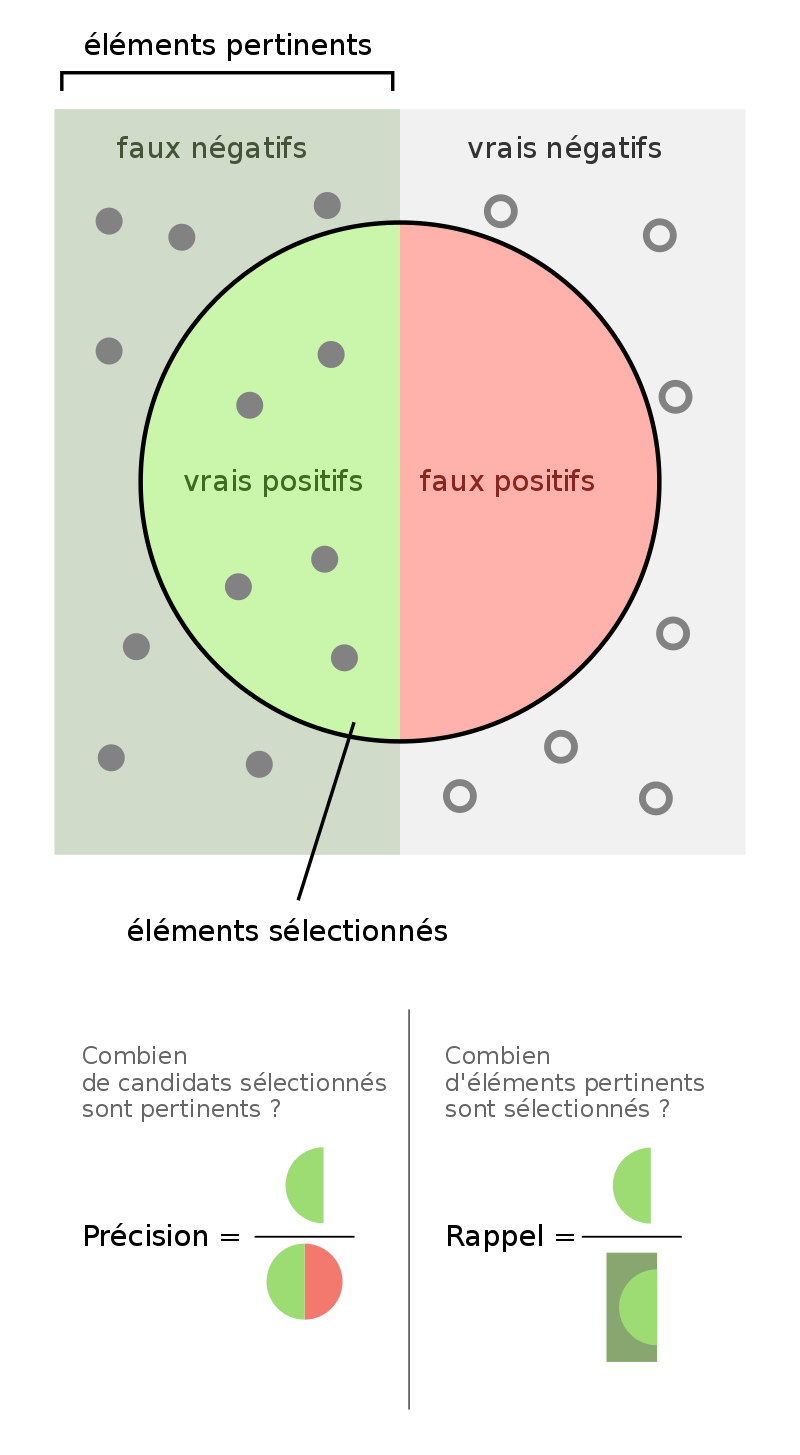 éléments pertinents
faux négatifs
vrais négatifs
vrais positifs
faux positifs
éléments sélectionnés
Combien
de candidats sélectionnés
sont pertinents ?
Précision =
Combien
d'éléments pertinents
sont sélectionnés ?
Rappel =